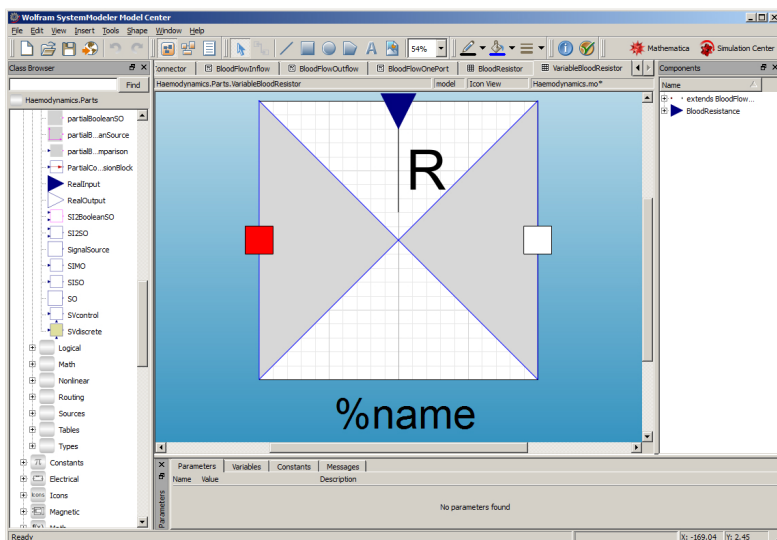 Wolfram SystemModeler Model Center
File Edit View Insert Tools Shape Window Help
54%
Mathematica
Simulation Center
Class Browser
onnector
BloodFlowInflow
BloodFlowOutflow
BloodFlowOnePort
BloodResistor
VariableBloodResistor
Components
Find
Haemodynamics.Parts.VariableBloodResistor
model
Icon View
Haemodynamics.mo*
Name
Haemodynamics.Parts
extends BloodFlow...
BloodResistance
partialBooleanSO
partialB...anSource
partialB...mparison
PartialCo...sionBlock
RealInput
RealOutput
SI2BooleanSO
SI2SO
SignalSource
SIMO
SISO
SO
SVcontrol
SVdiscrete
Logical
Math
Nonlinear
Routing
Sources
Tables
Types
Constants
Electrical
Icons
Icons
Magnetic
f(x)
Math
R
%name
Parameters
Variables
Constants
Messages
Name
Value
Description
No parameters found
Parameters
Ready
X: -169.04
Y: 2.45